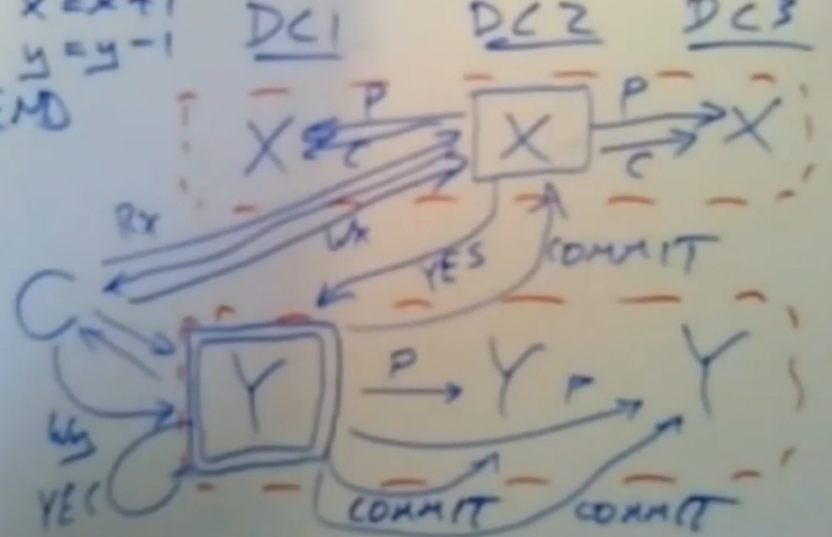 x = x+1
y = y-1
END
DC1 DC2 DC3
X P C X P C X
Rx
Wx
YES
COMMIT
C
Y P Y P Y
Wy
YES
COMMIT COMMIT